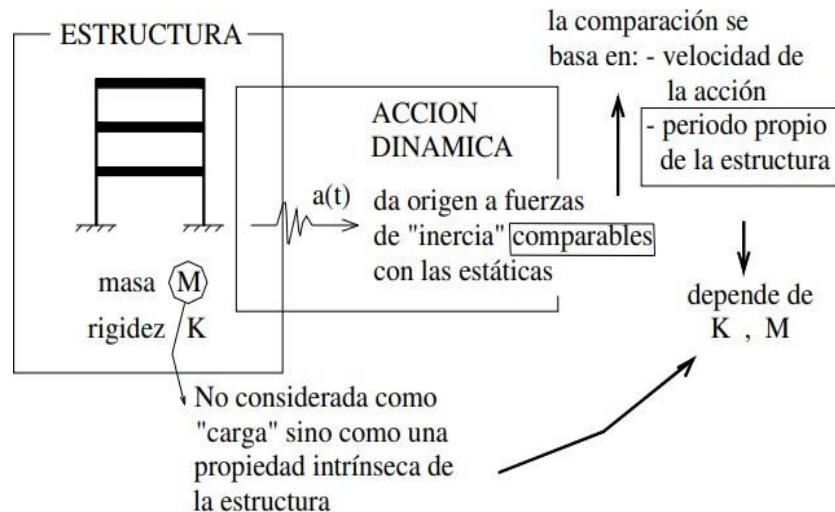 ESTRUCTURA
masa M
rigidez K
ACCION
DINAMICA
a(t)
da origen a fuerzas
de "inercia" comparables
con las estáticas
la comparación se
basa en: - velocidad de
la acción
- periodo propio
de la estructura
depende de
K , M
No considerada como
"carga" sino como una
propiedad intrínseca de
la estructura